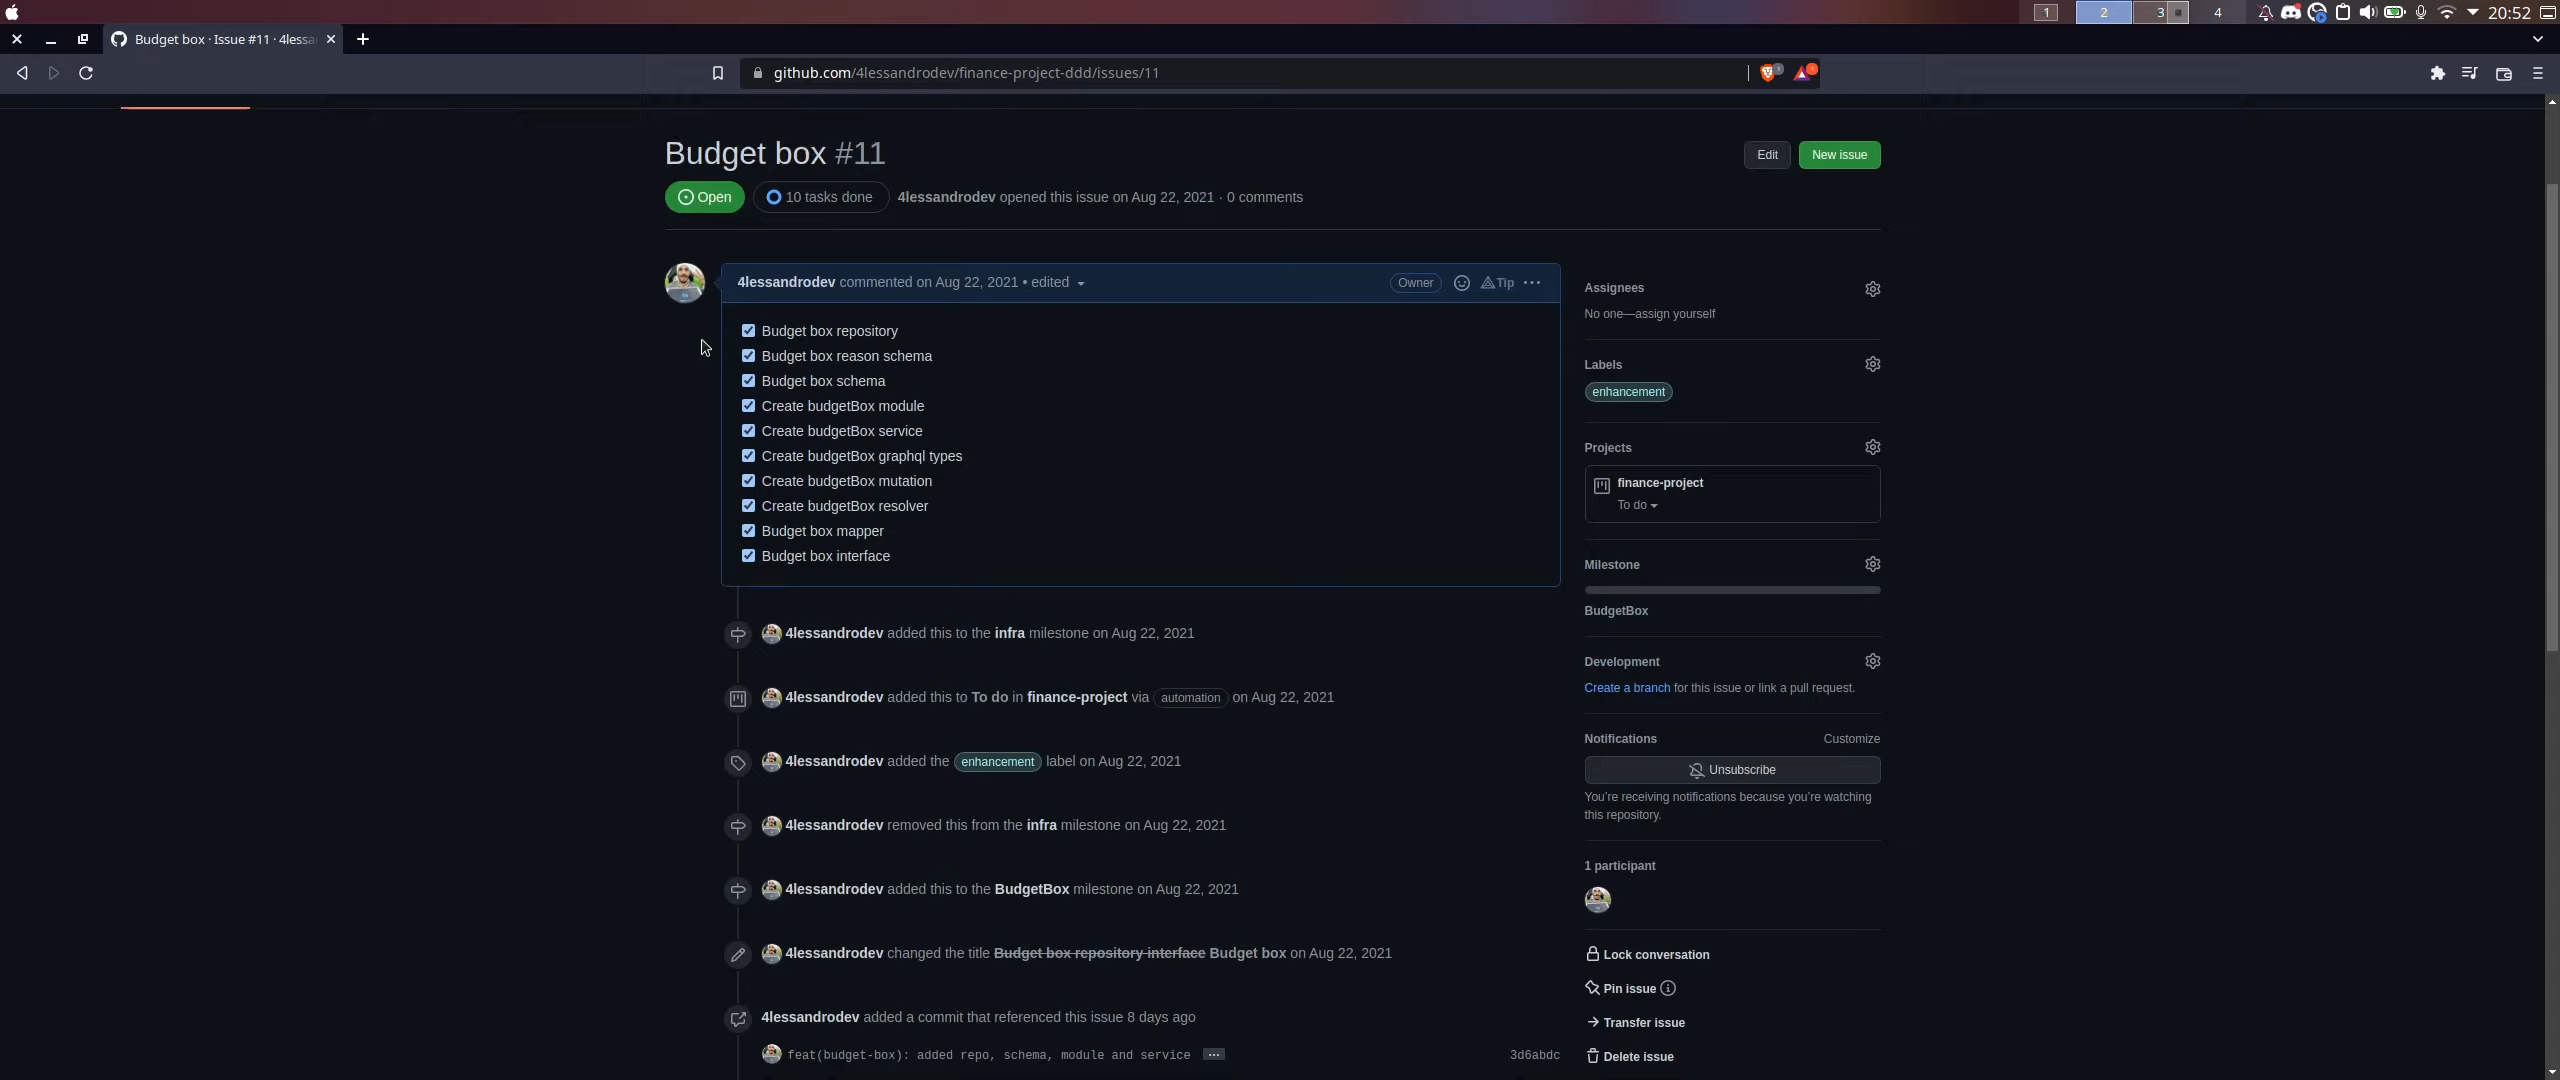 1 2 3 4 20:52
Budget box · Issue #11 · 4lessa
github.com/4lessandrodev/finance-project-ddd/issues/11
Budget box #11
Edit
New issue
Open
10 tasks done
4lessandrodev opened this issue on Aug 22, 2021 · 0 comments
4lessandrodev commented on Aug 22, 2021 • edited
Owner
Tip
Budget box repository
Budget box reason schema
Budget box schema
Create budgetBox module
Create budgetBox service
Create budgetBox graphql types
Create budgetBox mutation
Create budgetBox resolver
Budget box mapper
Budget box interface
4lessandrodev added this to the infra milestone on Aug 22, 2021
4lessandrodev added this to To do in finance-project via automation on Aug 22, 2021
4lessandrodev added the enhancement label on Aug 22, 2021
4lessandrodev removed this from the infra milestone on Aug 22, 2021
4lessandrodev added this to the BudgetBox milestone on Aug 22, 2021
4lessandrodev changed the title Budget box repository interface Budget box on Aug 22, 2021
4lessandrodev added a commit that referenced this issue 8 days ago
feat(budget-box): added repo, schema, module and service ... 3d6abdc
Assignees
No one—assign yourself
Labels
enhancement
Projects
finance-project
To do
Milestone
BudgetBox
Development
Create a branch for this issue or link a pull request.
Notifications
Customize
Unsubscribe
You're receiving notifications because you're watching
this repository.
1 participant
Lock conversation
Pin issue
Transfer issue
Delete issue